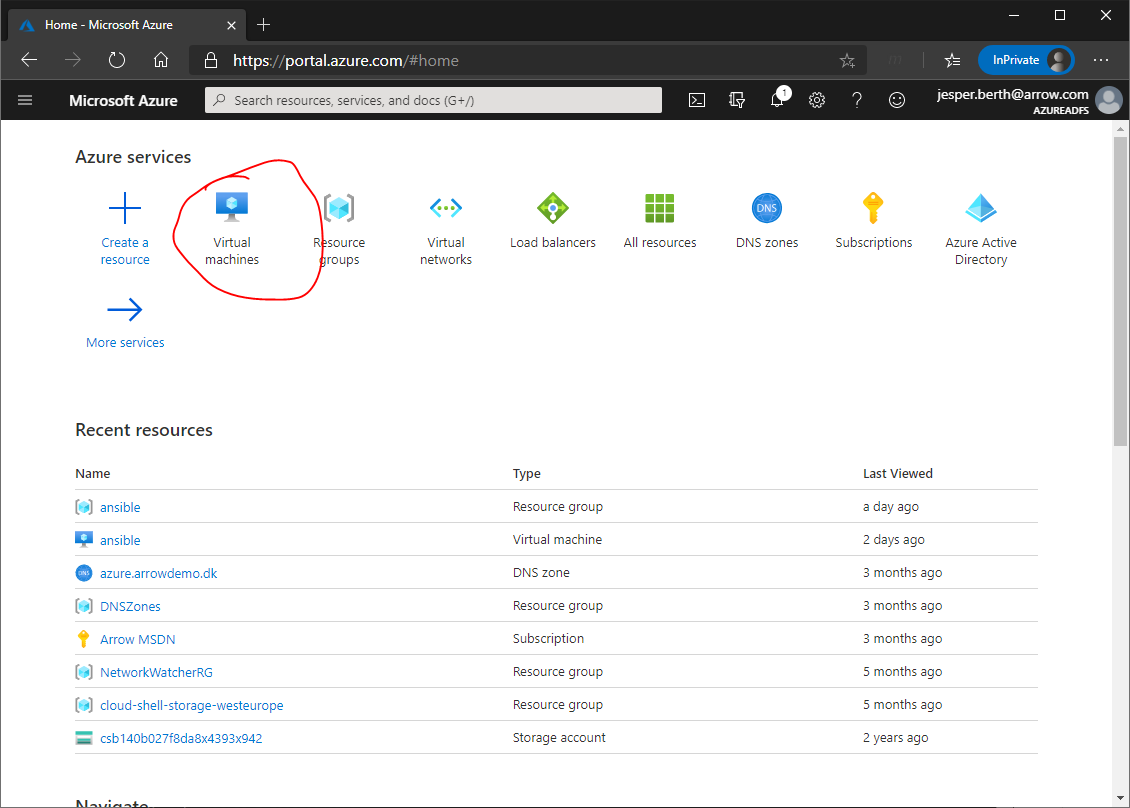 Home - Microsoft Azure
https://portal.azure.com/#home
InPrivate
Microsoft Azure
Search resources, services, and docs (G+/)
1
jesper.berth@arrow.com
AZUREADFS
Azure services
Create a resource
Virtual machines
Resource groups
Virtual networks
Load balancers
All resources
DNS
DNS zones
Subscriptions
Azure Active Directory
More services
Recent resources
Name Type Last Viewed
ansible Resource group a day ago
ansible Virtual machine 2 days ago
DNS azure.arrowdemo.dk DNS zone 3 months ago
DNSZones Resource group 3 months ago
Arrow MSDN Subscription 3 months ago
NetworkWatcherRG Resource group 5 months ago
cloud-shell-storage-westeurope Resource group 5 months ago
csb140b027f8da8x4393x942 Storage account 2 years ago
Navigate